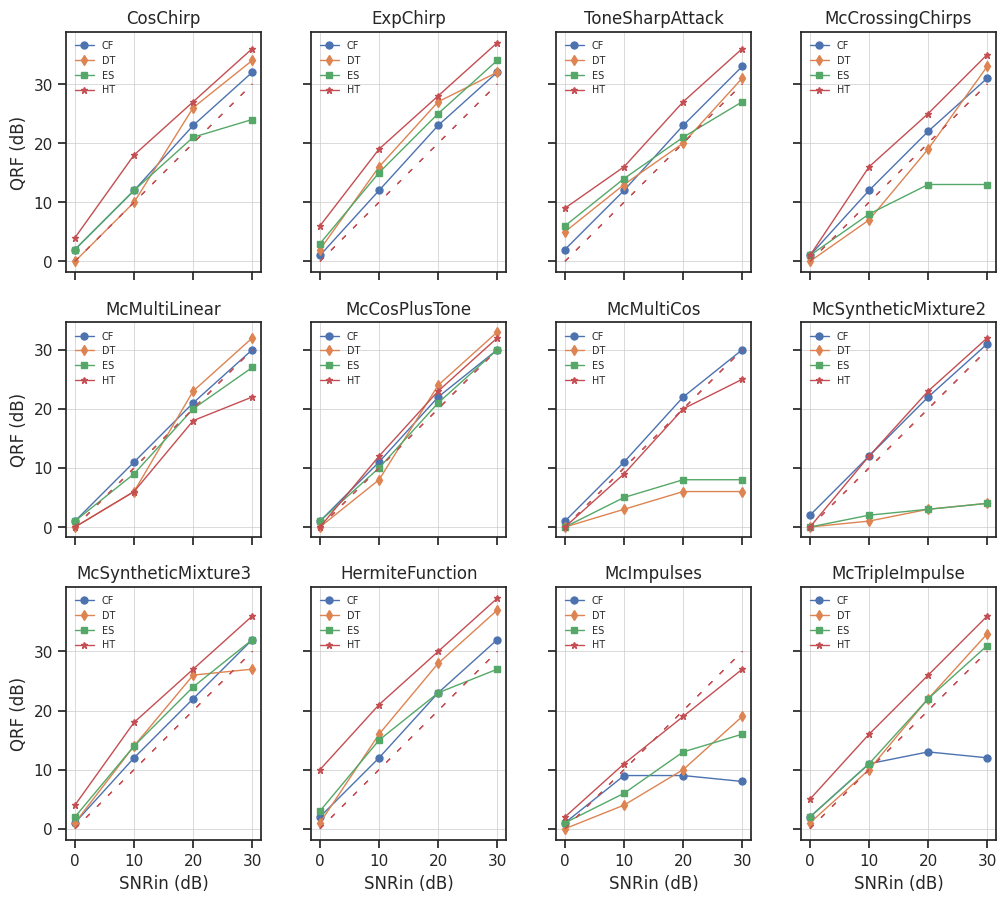 CosChirp
ExpChirp
ToneSharpAttack
McCrossingChirps
QRF (dB)
30
20
10
0
CF
DT
ES
HT
CF
DT
ES
HT
CF
DT
ES
HT
CF
DT
ES
HT
McMultiLinear
McCosPlusTone
McMultiCos
McSyntheticMixture2
QRF (dB)
30
20
10
0
CF
DT
ES
HT
CF
DT
ES
HT
CF
DT
ES
HT
CF
DT
ES
HT
McSyntheticMixture3
HermiteFunction
McImpulses
McTripleImpulse
QRF (dB)
30
20
10
0
CF
DT
ES
HT
CF
DT
ES
HT
CF
DT
ES
HT
CF
DT
ES
HT
0 10 20 30
0 10 20 30
0 10 20 30
0 10 20 30
SNRin (dB)
SNRin (dB)
SNRin (dB)
SNRin (dB)